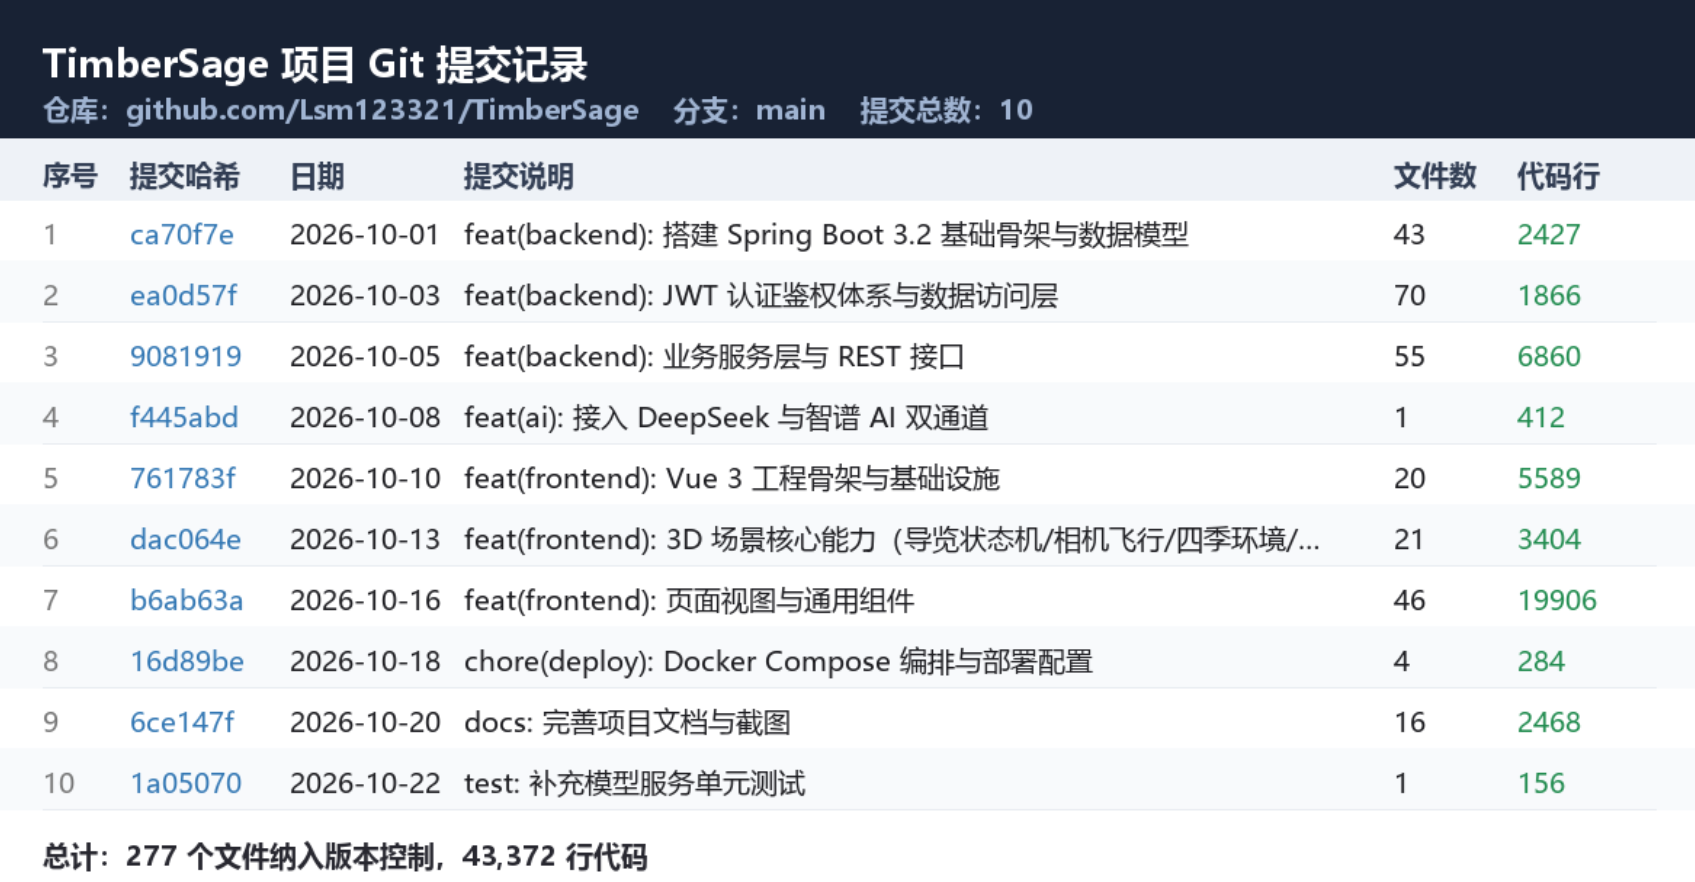 TimberSage 项目 Git 提交记录
仓库：github.com/Lsm123321/TimberSage 分支：main 提交总数：10
序号 提交哈希 日期 提交说明 文件数 代码行
1 ca70f7e 2026-10-01 feat(backend): 搭建 Spring Boot 3.2 基础骨架与数据模型 43 2427
2 ea0d57f 2026-10-03 feat(backend): JWT 认证鉴权体系与数据访问层 70 1866
3 9081919 2026-10-05 feat(backend): 业务服务层与 REST 接口 55 6860
4 f445abd 2026-10-08 feat(ai): 接入 DeepSeek 与智谱 AI 双通道 1 412
5 761783f 2026-10-10 feat(frontend): Vue 3 工程骨架与基础设施 20 5589
6 dac064e 2026-10-13 feat(frontend): 3D 场景核心能力（导览状态机/相机飞行/四季环境/... 21 3404
7 b6ab63a 2026-10-16 feat(frontend): 页面视图与通用组件 46 19906
8 16d89be 2026-10-18 chore(deploy): Docker Compose 编排与部署配置 4 284
9 6ce147f 2026-10-20 docs: 完善项目文档与截图 16 2468
10 1a05070 2026-10-22 test: 补充模型服务单元测试 1 156
总计：277 个文件纳入版本控制，43,372 行代码